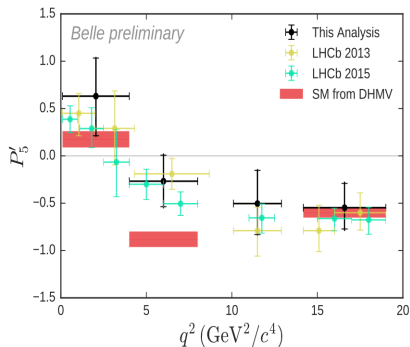 Belle preliminary
This Analysis
LHCb 2013
LHCb 2015
SM from DHMV
1.5
1.0
0.5
0.0
−0.5
−1.0
−1.5
P′₅
0 5 10 15 20
q² (GeV²/c⁴)